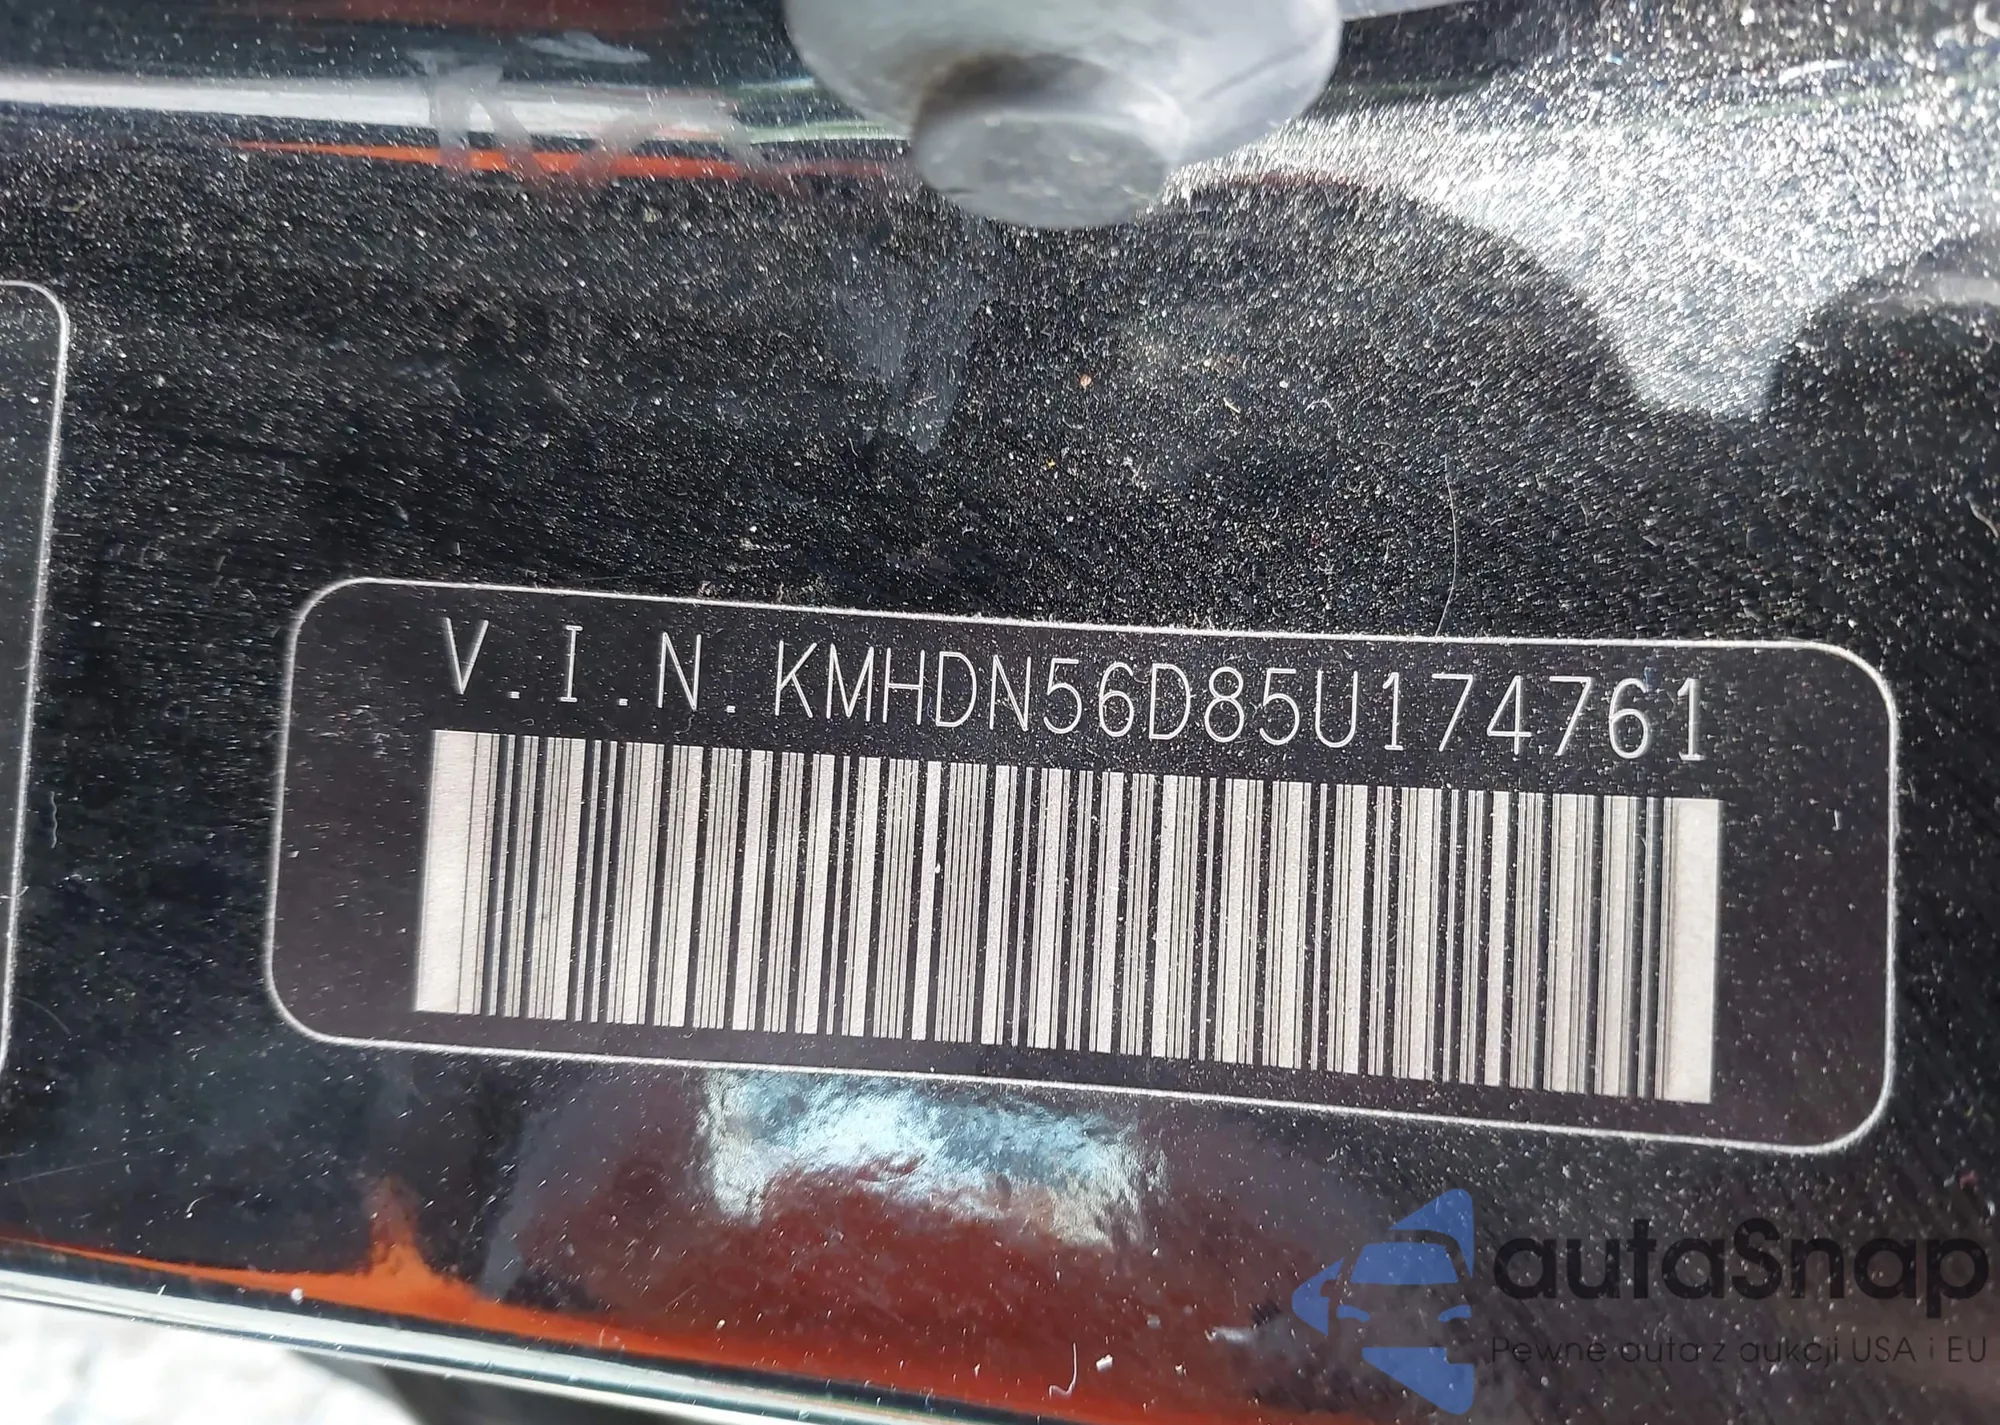 V.I.N. KMHDN56D85U174761
autaSnap
Pewne auta z aukcji USA i EU